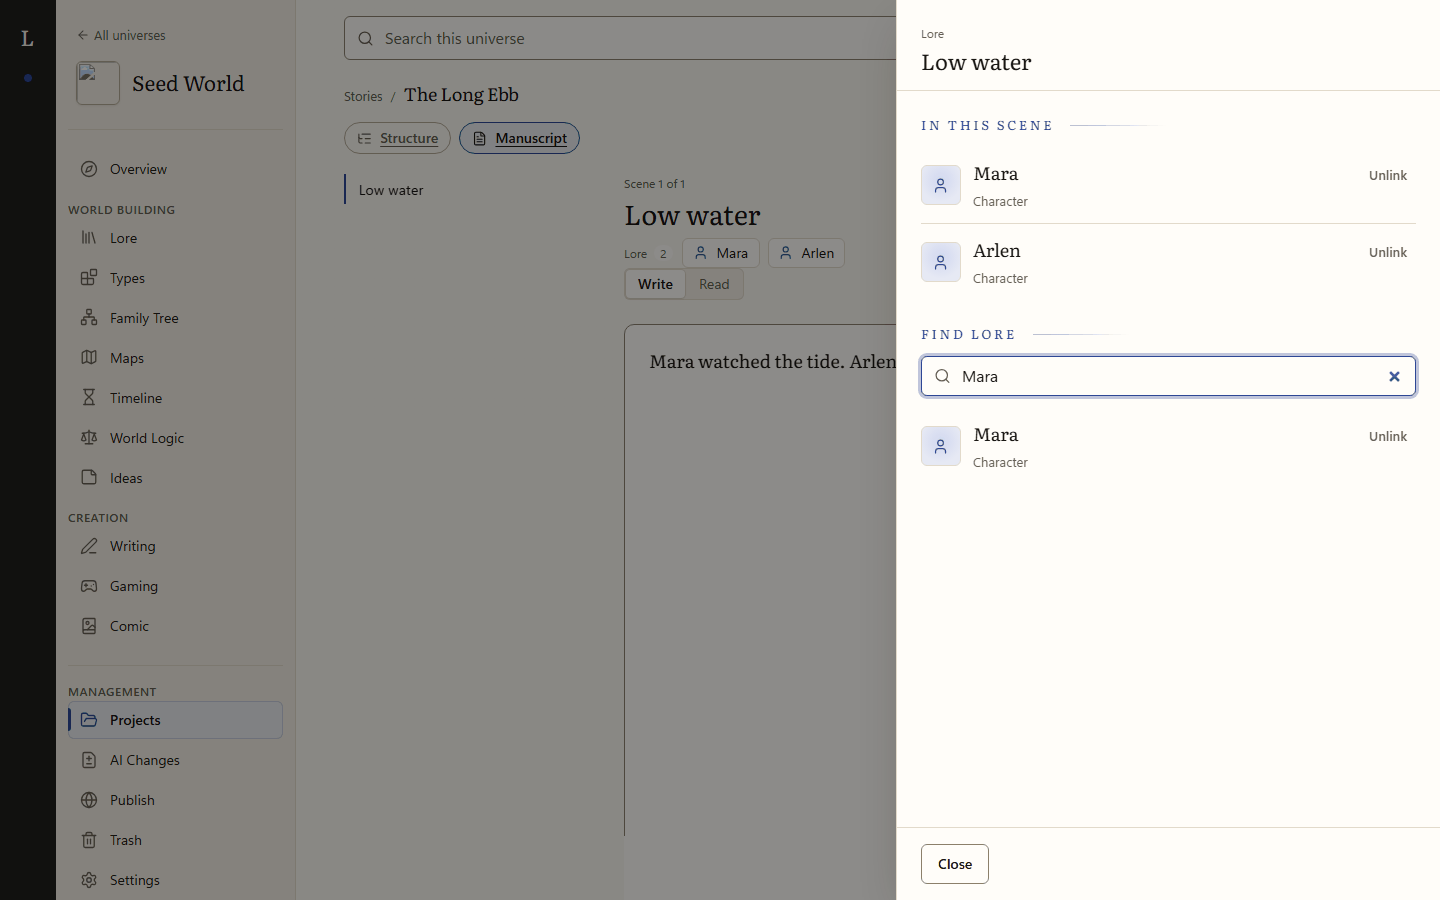 L
All universes
Seed World
Overview
WORLD BUILDING
Lore
Types
Family Tree
Maps
Timeline
World Logic
Ideas
CREATION
Writing
Gaming
Comic
MANAGEMENT
Projects
AI Changes
Publish
Trash
Settings
Search this universe
Stories / The Long Ebb
Structure Manuscript
Low water
Scene 1 of 1
Low water
Lore 2 Mara Arlen
Write Read
Mara watched the tide. Arlen
Lore
Low water
IN THIS SCENE
Mara Unlink
Character
Arlen Unlink
Character
FIND LORE
Mara
Mara Unlink
Character
Close